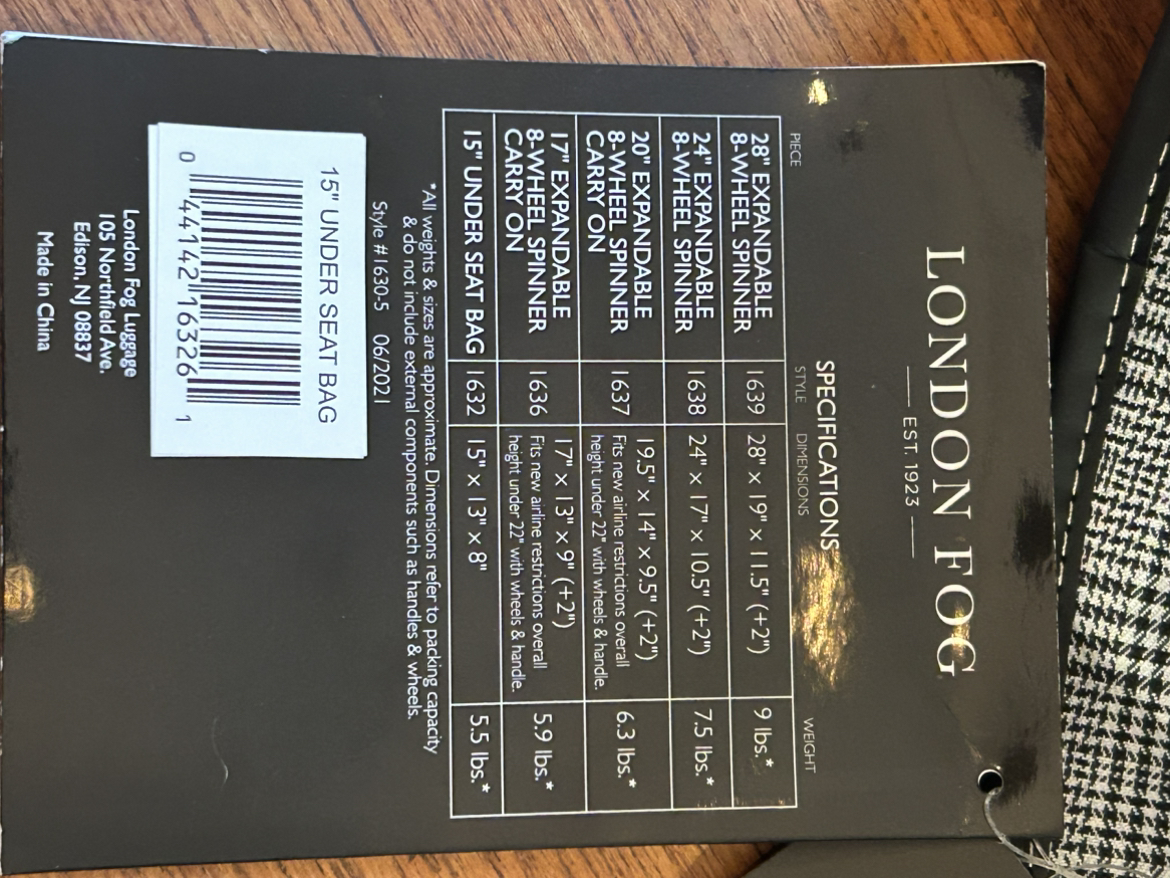 LONDON FOG
EST. 1923
SPECIFICATIONS
PIECE STYLE DIMENSIONS WEIGHT
28" EXPANDABLE
8-WHEEL SPINNER 1639 28" x 19" x 11.5" (+2") 9 lbs.*
24" EXPANDABLE
8-WHEEL SPINNER 1638 24" x 17" x 10.5" (+2") 7.5 lbs.*
20" EXPANDABLE
8-WHEEL SPINNER
CARRY ON 1637 19.5" x 14" x 9.5" (+2")
Fits new airline restrictions overall
height under 22" with wheels & handle. 6.3 lbs.*
17" EXPANDABLE
8-WHEEL SPINNER
CARRY ON 1636 17" x 13" x 9" (+2")
Fits new airline restrictions overall
height under 22" with wheels & handle. 5.9 lbs.*
15" UNDER SEAT BAG 1632 15" x 13" x 8" 5.5 lbs.*
*All weights & sizes are approximate. Dimensions refer to packing capacity
& do not include external components such as handles & wheels.
Style #1630-5 06/2021
15" UNDER SEAT BAG
0 44142 16326 1
London Fog Luggage
105 Northfield Ave.
Edison, NJ 08837
Made in China